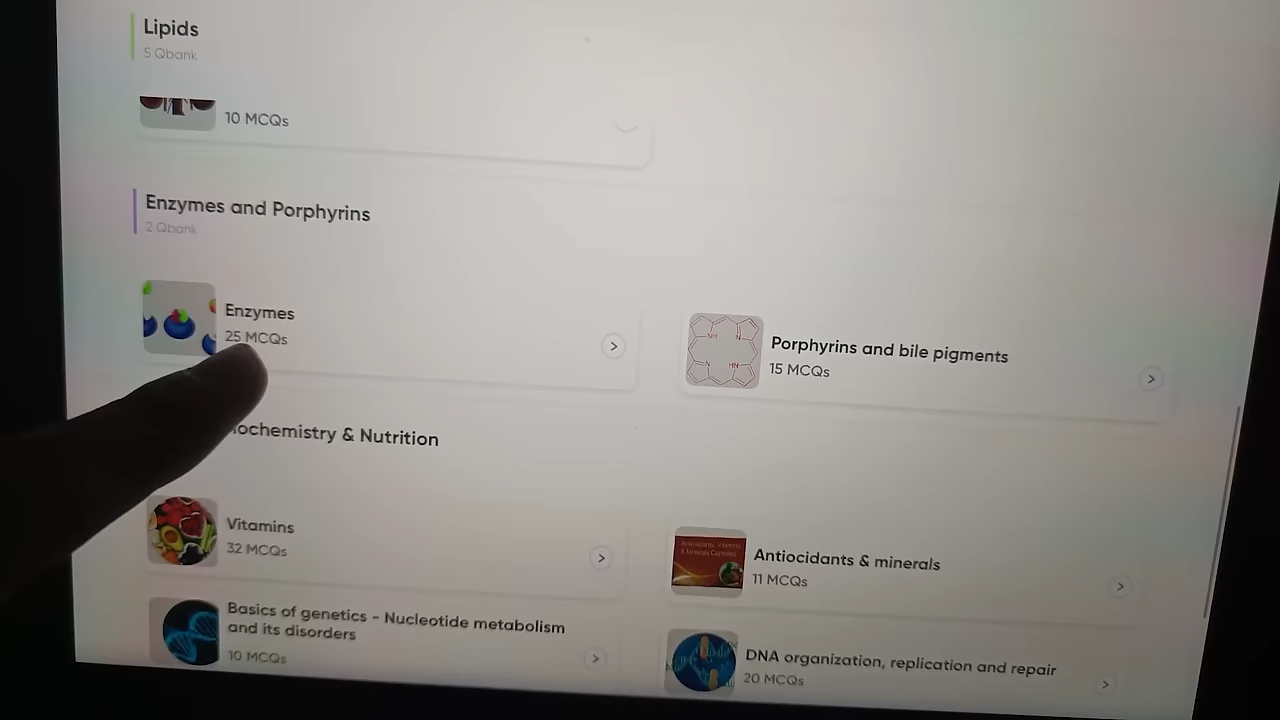 Lipids
5 Qbank
10 MCQs
Enzymes and Porphyrins
2 Qbank
Enzymes
25 MCQs
Porphyrins and bile pigments
15 MCQs
ochemistry & Nutrition
Vitamins
32 MCQs
Antiocidants & minerals
11 MCQs
Basics of genetics - Nucleotide metabolism
and its disorders
10 MCQs
DNA organization, replication and repair
20 MCQs
NH
N
N
HN